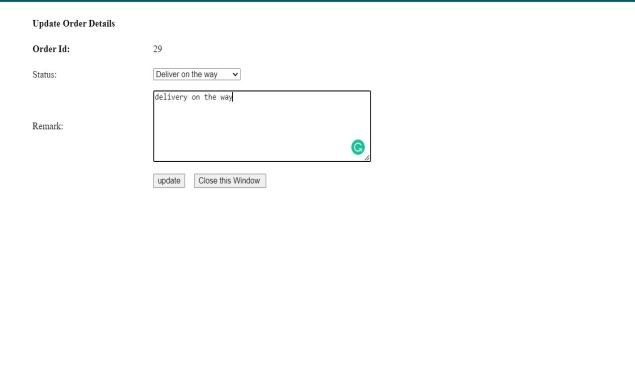 Update Order Details
Order Id: 29
Status: Deliver on the way
delivery on the way
Remark:
update Close this Window